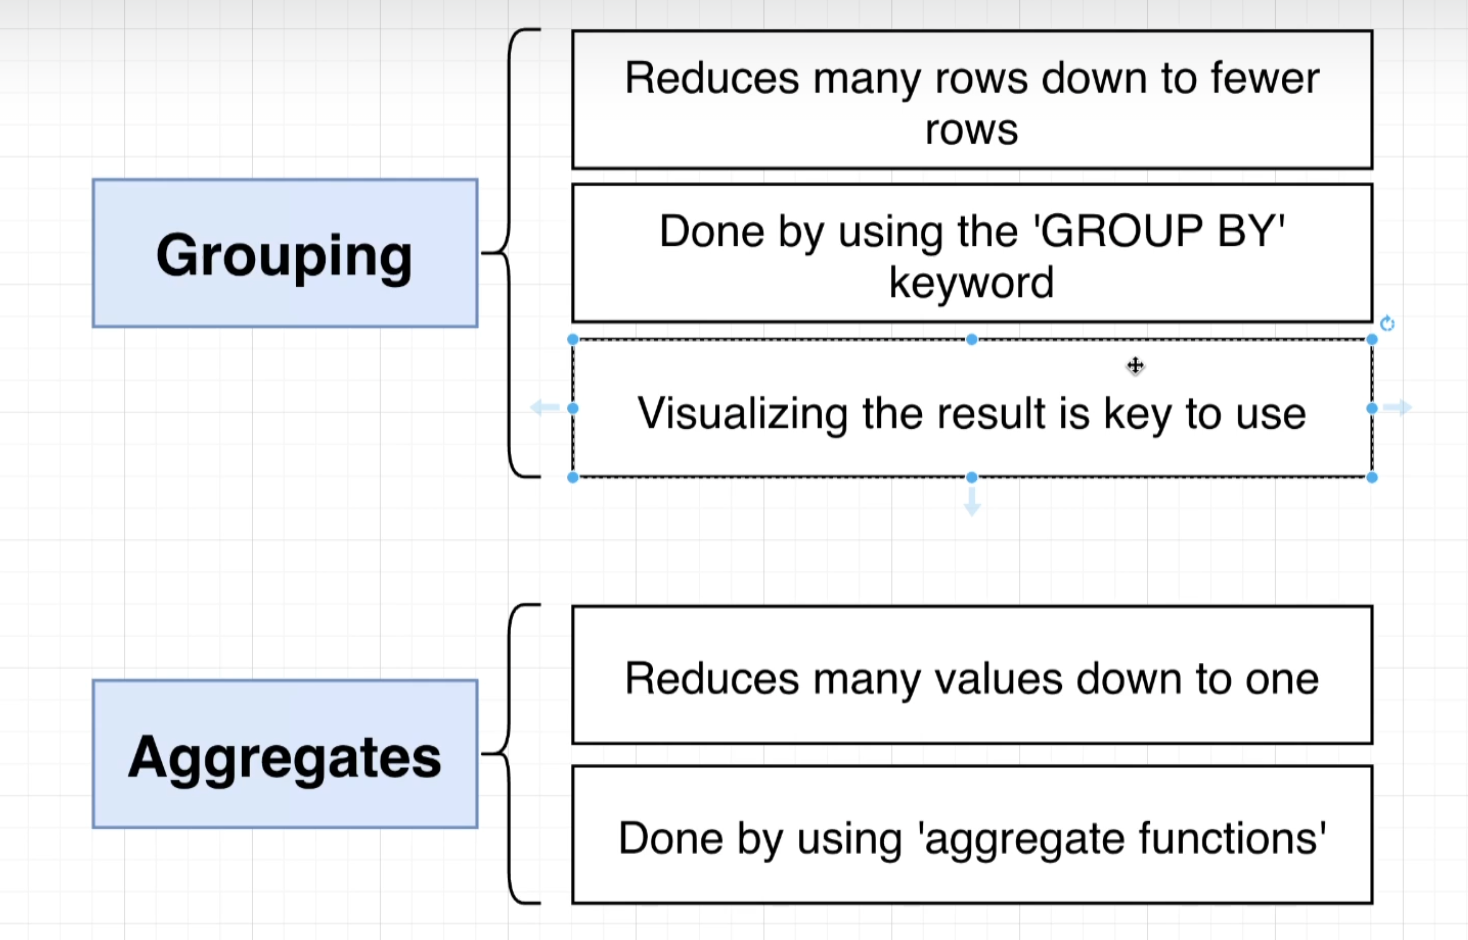 Grouping
Reduces many rows down to fewer
rows
Done by using the 'GROUP BY'
keyword
Visualizing the result is key to use
Aggregates
Reduces many values down to one
Done by using 'aggregate functions'